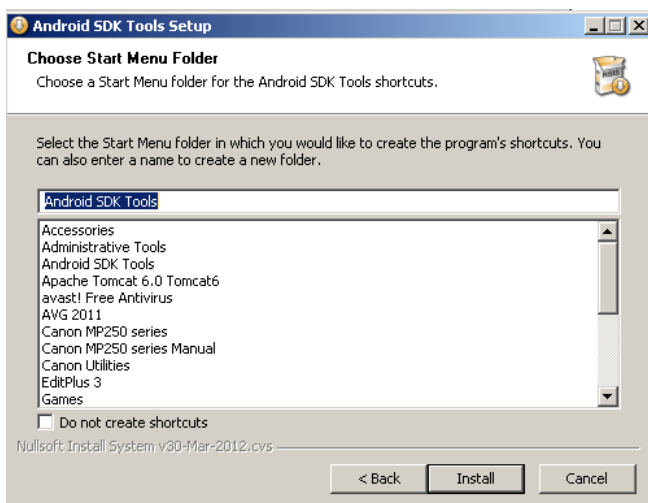 Android SDK Tools Setup
Choose Start Menu Folder
Choose a Start Menu folder for the Android SDK Tools shortcuts.
NSIS
Select the Start Menu folder in which you would like to create the program's shortcuts. You
can also enter a name to create a new folder.
Android SDK Tools
Accessories
Administrative Tools
Android SDK Tools
Apache Tomcat 6.0 Tomcat6
avast! Free Antivirus
AVG 2011
Canon MP250 series
Canon MP250 series Manual
Canon Utilities
EditPlus 3
Games
Do not create shortcuts
Nullsoft Install System v30-Mar-2012.cvs
< Back Install Cancel